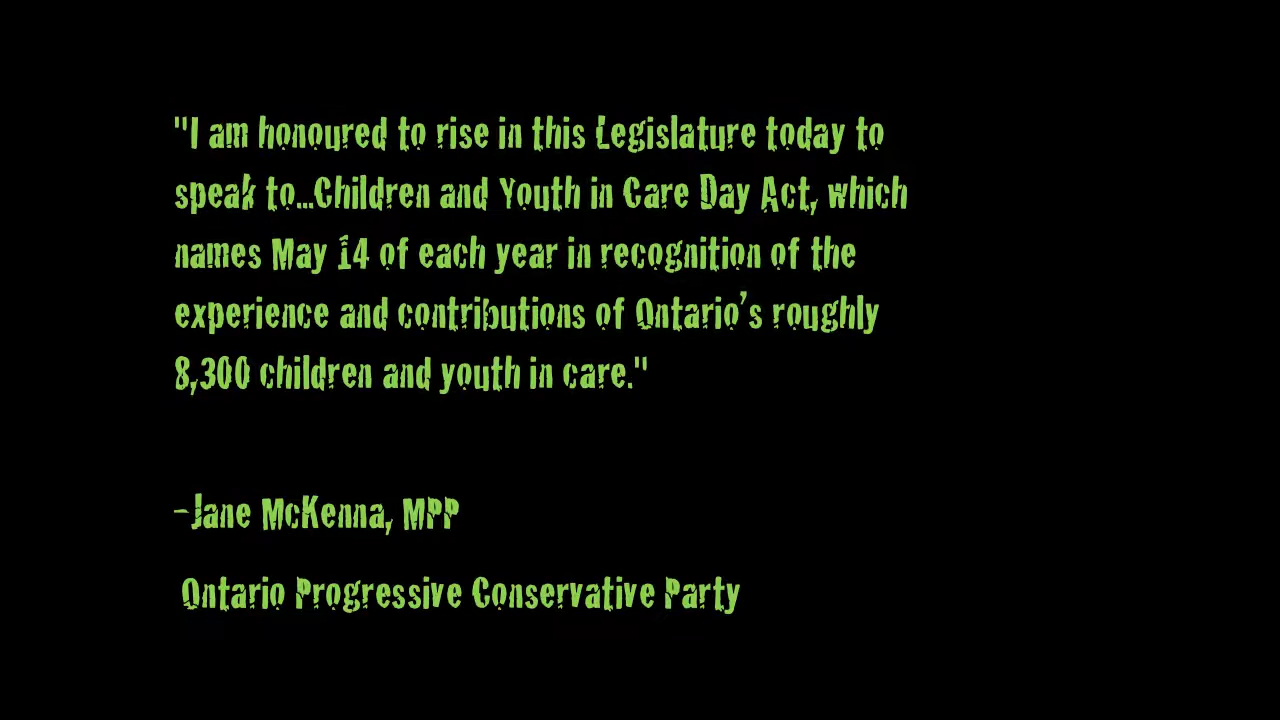 "I am honoured to rise in this Legislature today to
speak to...Children and Youth in Care Day Act, which
names May 14 of each year in recognition of the
experience and contributions of Ontario's roughly
8,300 children and youth in care."
-Jane McKenna, MPP
Ontario Progressive Conservative Party